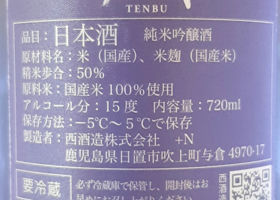 TENBU
品目：日本酒 純米吟醸酒
原材料名：米（国産）、米麹（国産米）
精米歩合：50％
原料米：国産米100％使用
アルコール分：15度 内容量：720ml
保存方法：−5℃〜5℃で保存
製造者：西酒造株式会社 +N
鹿児島県日置市吹上町与倉4970-17
要冷蔵
必ず冷蔵庫で保管し、開封後はお